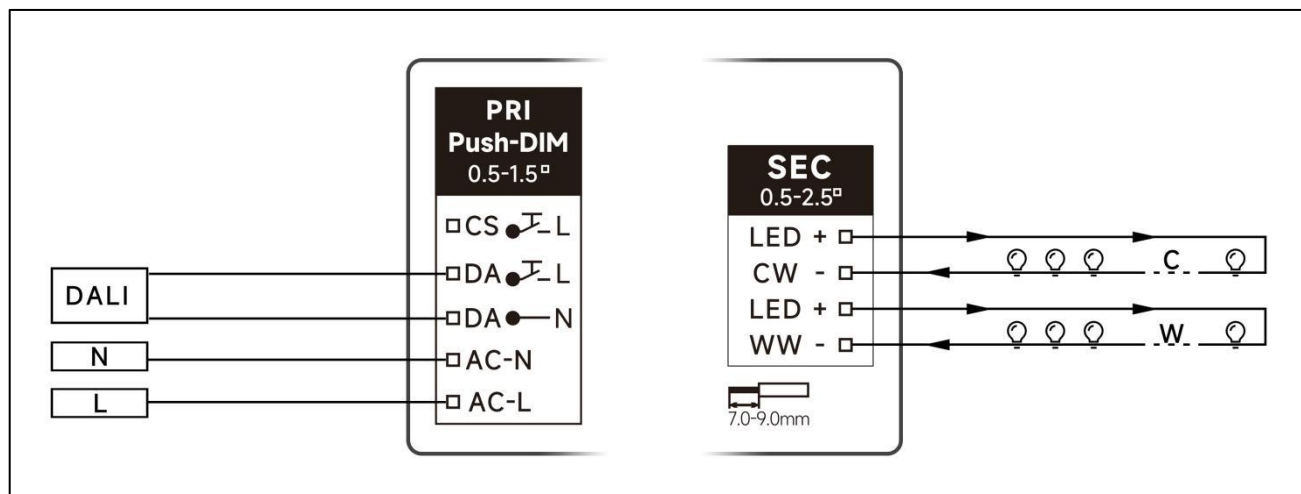 PRI
Push-DIM
0.5-1.5□
CS L
DALI
DA L
DA N
N
AC-N
L
AC-L
SEC
0.5-2.5□
LED +
CW -
C
LED +
WW -
W
7.0-9.0mm